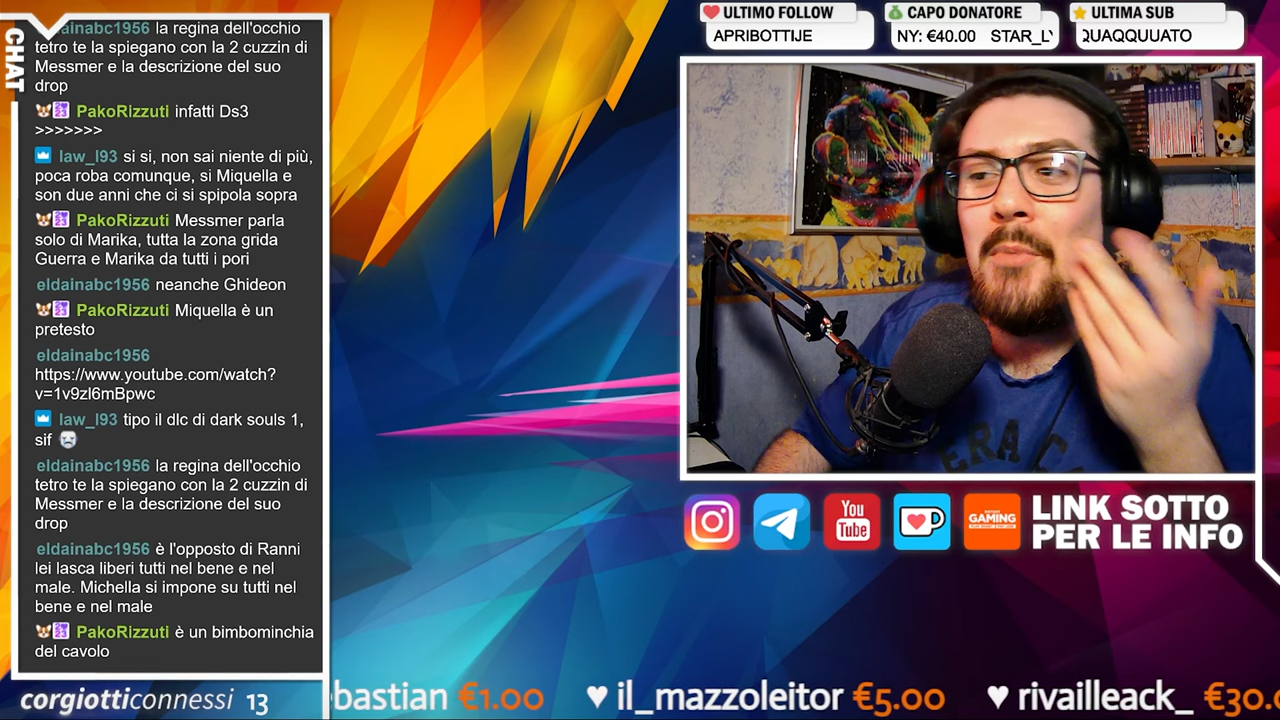 CHAT
eldainabc1956 la regina dell'occhio
tetro te la spiegano con la 2 cuzzin di
Messmer e la descrizione del suo
drop
PakoRizzuti infatti Ds3
>>>>>>>
law_l93 si si, non sai niente di più,
poca roba comunque, si Miquella e
son due anni che ci si spipola sopra
PakoRizzuti Messmer parla
solo di Marika, tutta la zona grida
Guerra e Marika da tutti i pori
eldainabc1956 neanche Ghideon
PakoRizzuti Miquella è un
pretesto
eldainabc1956
https://www.youtube.com/watch?
v=1v9zl6mBpwc
law_l93 tipo il dlc di dark souls 1,
sif
eldainabc1956 la regina dell'occhio
tetro te la spiegano con la 2 cuzzin di
Messmer e la descrizione del suo
drop
eldainabc1956 è l'opposto di Ranni
lei lasca liberi tutti nel bene e nel
male. Michella si impone su tutti nel
bene e nel male
PakoRizzuti è un bimbominchia
del cavolo
corgiotticonnessi 13
ULTIMO FOLLOW
APRIBOTTIJE
CAPO DONATORE
NY: €40.00 STAR_LY
ULTIMA SUB
QUAQQUUATO
ERA C
You
Tube
GAMING
LINK SOTTO
PER LE INFO
bastian €1.00 ♥ il_mazzoleitor €5.00 ♥ rivailleack_ €30.0